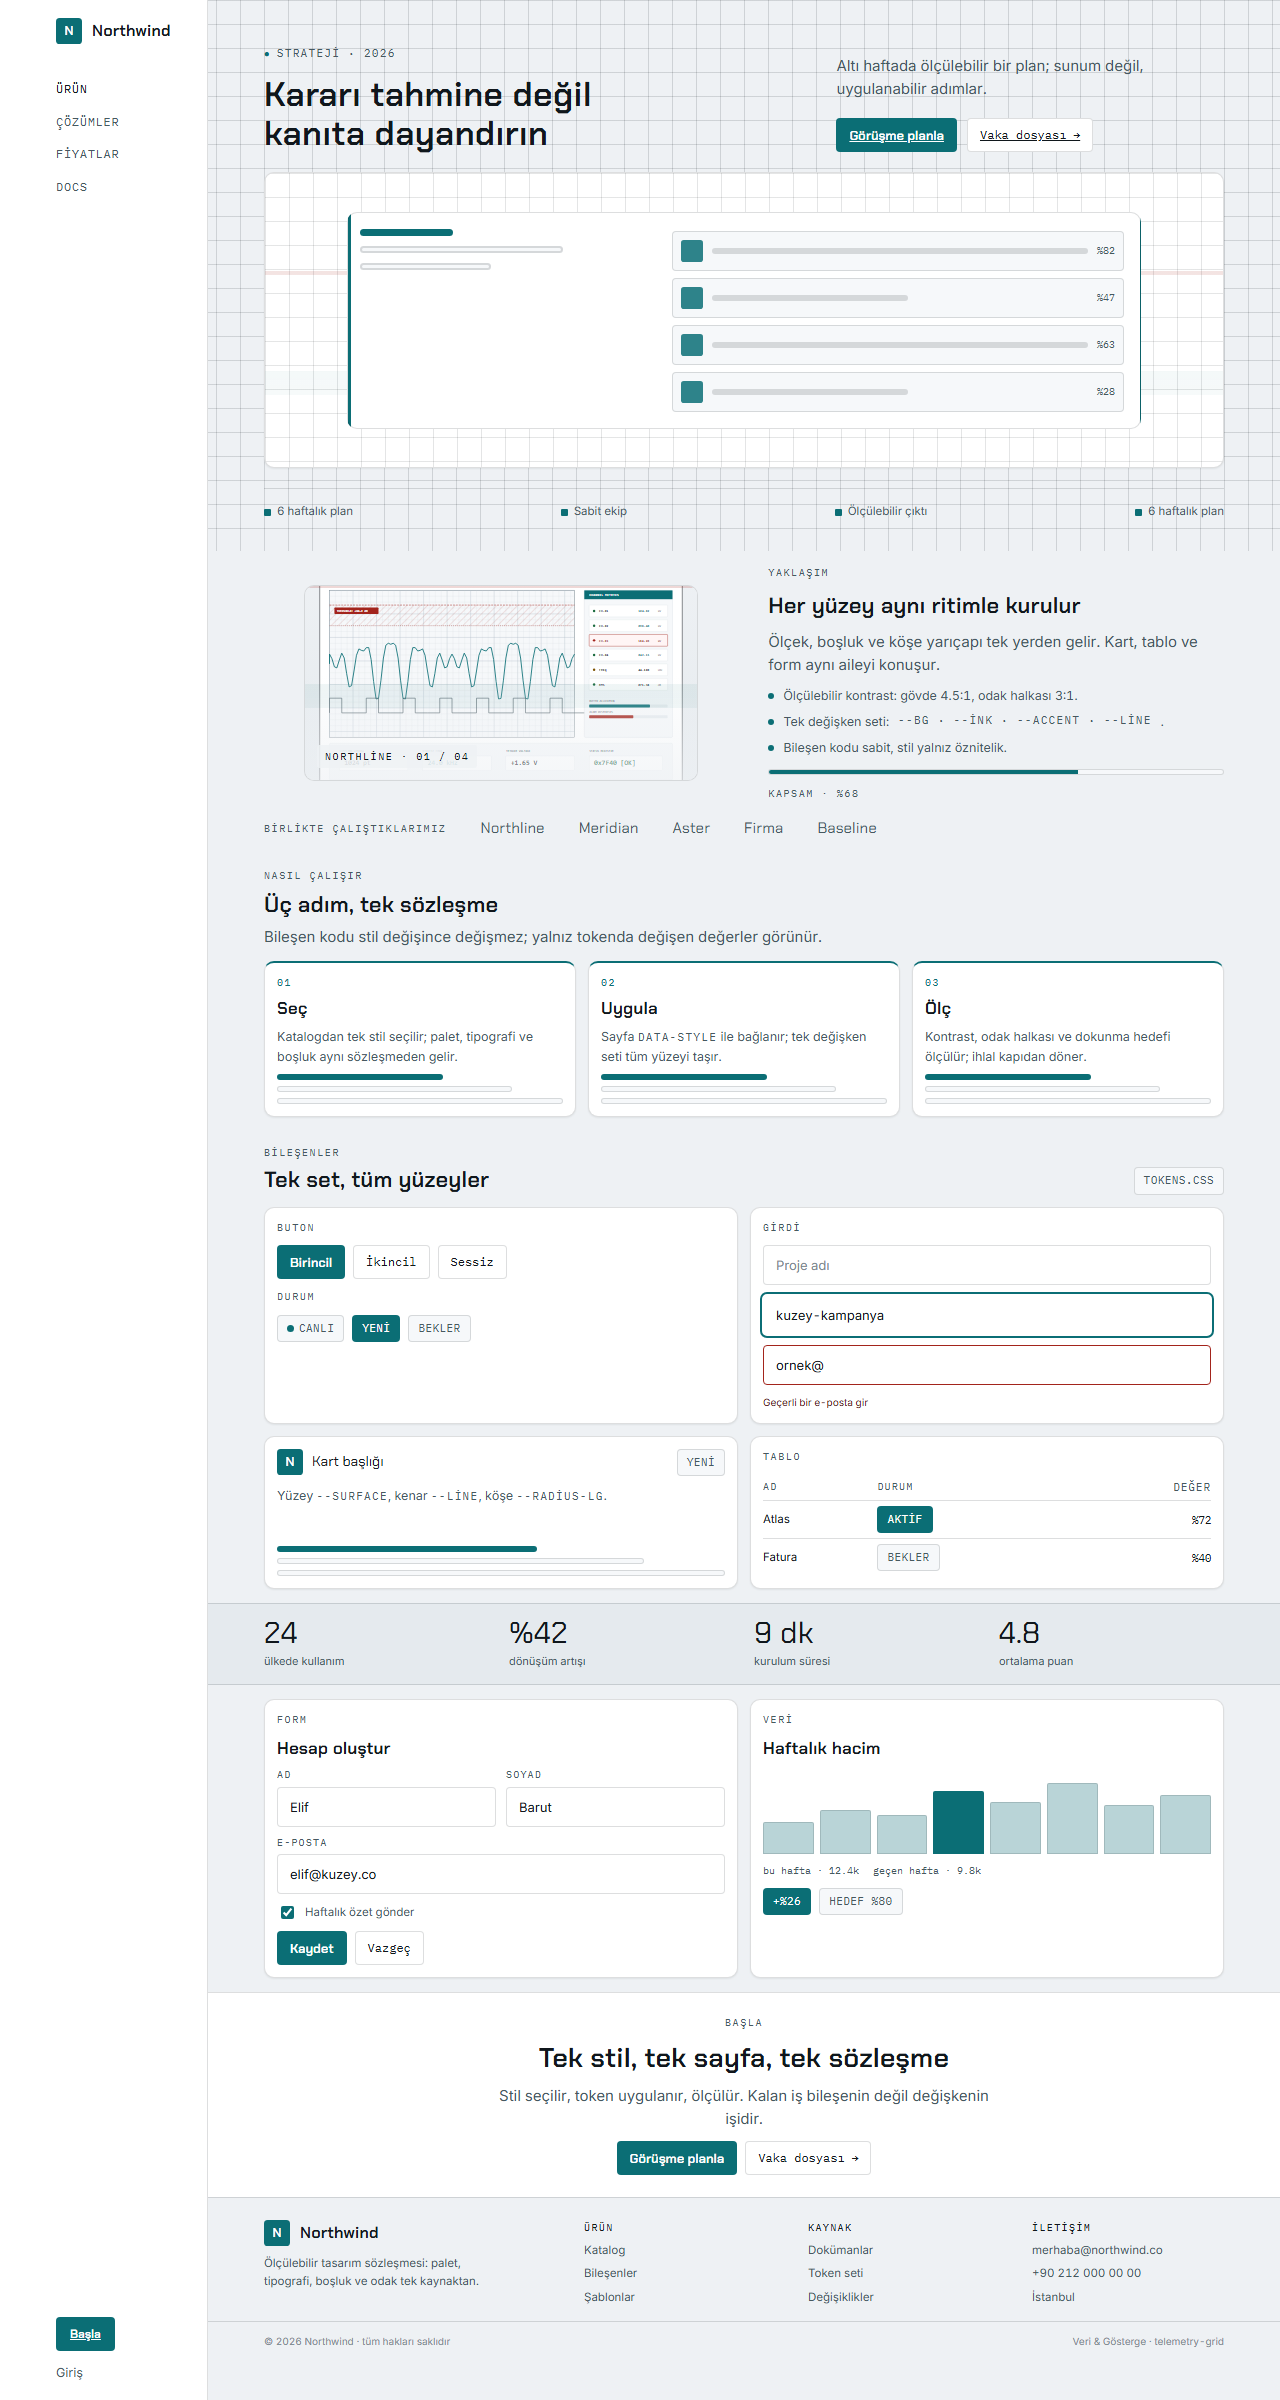 N Northwind
ÜRÜN
ÇÖZÜMLER
FİYATLAR
DOCS
STRATEJİ · 2026
Kararı tahmine değil
kanıta dayandırın
Altı haftada ölçülebilir bir plan; sunum değil,
uygulanabilir adımlar.
Görüşme planla
Vaka dosyası →
%82
%47
%63
%28
6 haftalık plan
Sabit ekip
Ölçülebilir çıktı
6 haftalık plan
NORTHLİNE · 01 / 04
±1.65 V
0x7F40 [OK]
YAKLAŞIM
Her yüzey aynı ritimle kurulur
Ölçek, boşluk ve köşe yarıçapı tek yerden gelir. Kart, tablo ve
form aynı aileyi konuşur.
Ölçülebilir kontrast: gövde 4.5:1, odak halkası 3:1.
Tek değişken seti: --BG · --İNK · --ACCENT · --LİNE .
Bileşen kodu sabit, stil yalnız öznitelik.
KAPSAM · %68
BİRLİKTE ÇALIŞTIKLARIMIZ
Northline
Meridian
Aster
Firma
Baseline
NASIL ÇALIŞIR
Üç adım, tek sözleşme
Bileşen kodu stil değişince değişmez; yalnız tokenda değişen değerler görünür.
01
Seç
Katalogdan tek stil seçilir; palet, tipografi ve
boşluk aynı sözleşmeden gelir.
02
Uygula
Sayfa DATA-STYLE ile bağlanır; tek değişken
seti tüm yüzeyi taşır.
03
Ölç
Kontrast, odak halkası ve dokunma hedefi
ölçülür; ihlal kapıdan döner.
BİLEŞENLER
Tek set, tüm yüzeyler
TOKENS.CSS
BUTON
Birincil
İkincil
Sessiz
DURUM
CANLI
YENİ
BEKLER
GİRDİ
Proje adı
kuzey-kampanya
ornek@
Geçerli bir e-posta gir
N Kart başlığı
YENİ
Yüzey --SURFACE, kenar --LİNE, köşe --RADİUS-LG.
TABLO
AD DURUM DEĞER
Atlas AKTİF %72
Fatura BEKLER %40
24
ülkede kullanım
%42
dönüşüm artışı
9 dk
kurulum süresi
4.8
ortalama puan
FORM
Hesap oluştur
AD
Elif
SOYAD
Barut
E-POSTA
elif@kuzey.co
Haftalık özet gönder
Kaydet
Vazgeç
VERİ
Haftalık hacim
bu hafta · 12.4k geçen hafta · 9.8k
+%26
HEDEF %80
BAŞLA
Tek stil, tek sayfa, tek sözleşme
Stil seçilir, token uygulanır, ölçülür. Kalan iş bileşenin değil değişkenin
işidir.
Görüşme planla
Vaka dosyası →
Başla
Giriş
N Northwind
Ölçülebilir tasarım sözleşmesi: palet,
tipografi, boşluk ve odak tek kaynaktan.
ÜRÜN
Katalog
Bileşenler
Şablonlar
KAYNAK
Dokümanlar
Token seti
Değişiklikler
İLETİŞİM
merhaba@northwind.co
+90 212 000 00 00
İstanbul
© 2026 Northwind · tüm hakları saklıdır
Veri & Gösterge · telemetry-grid